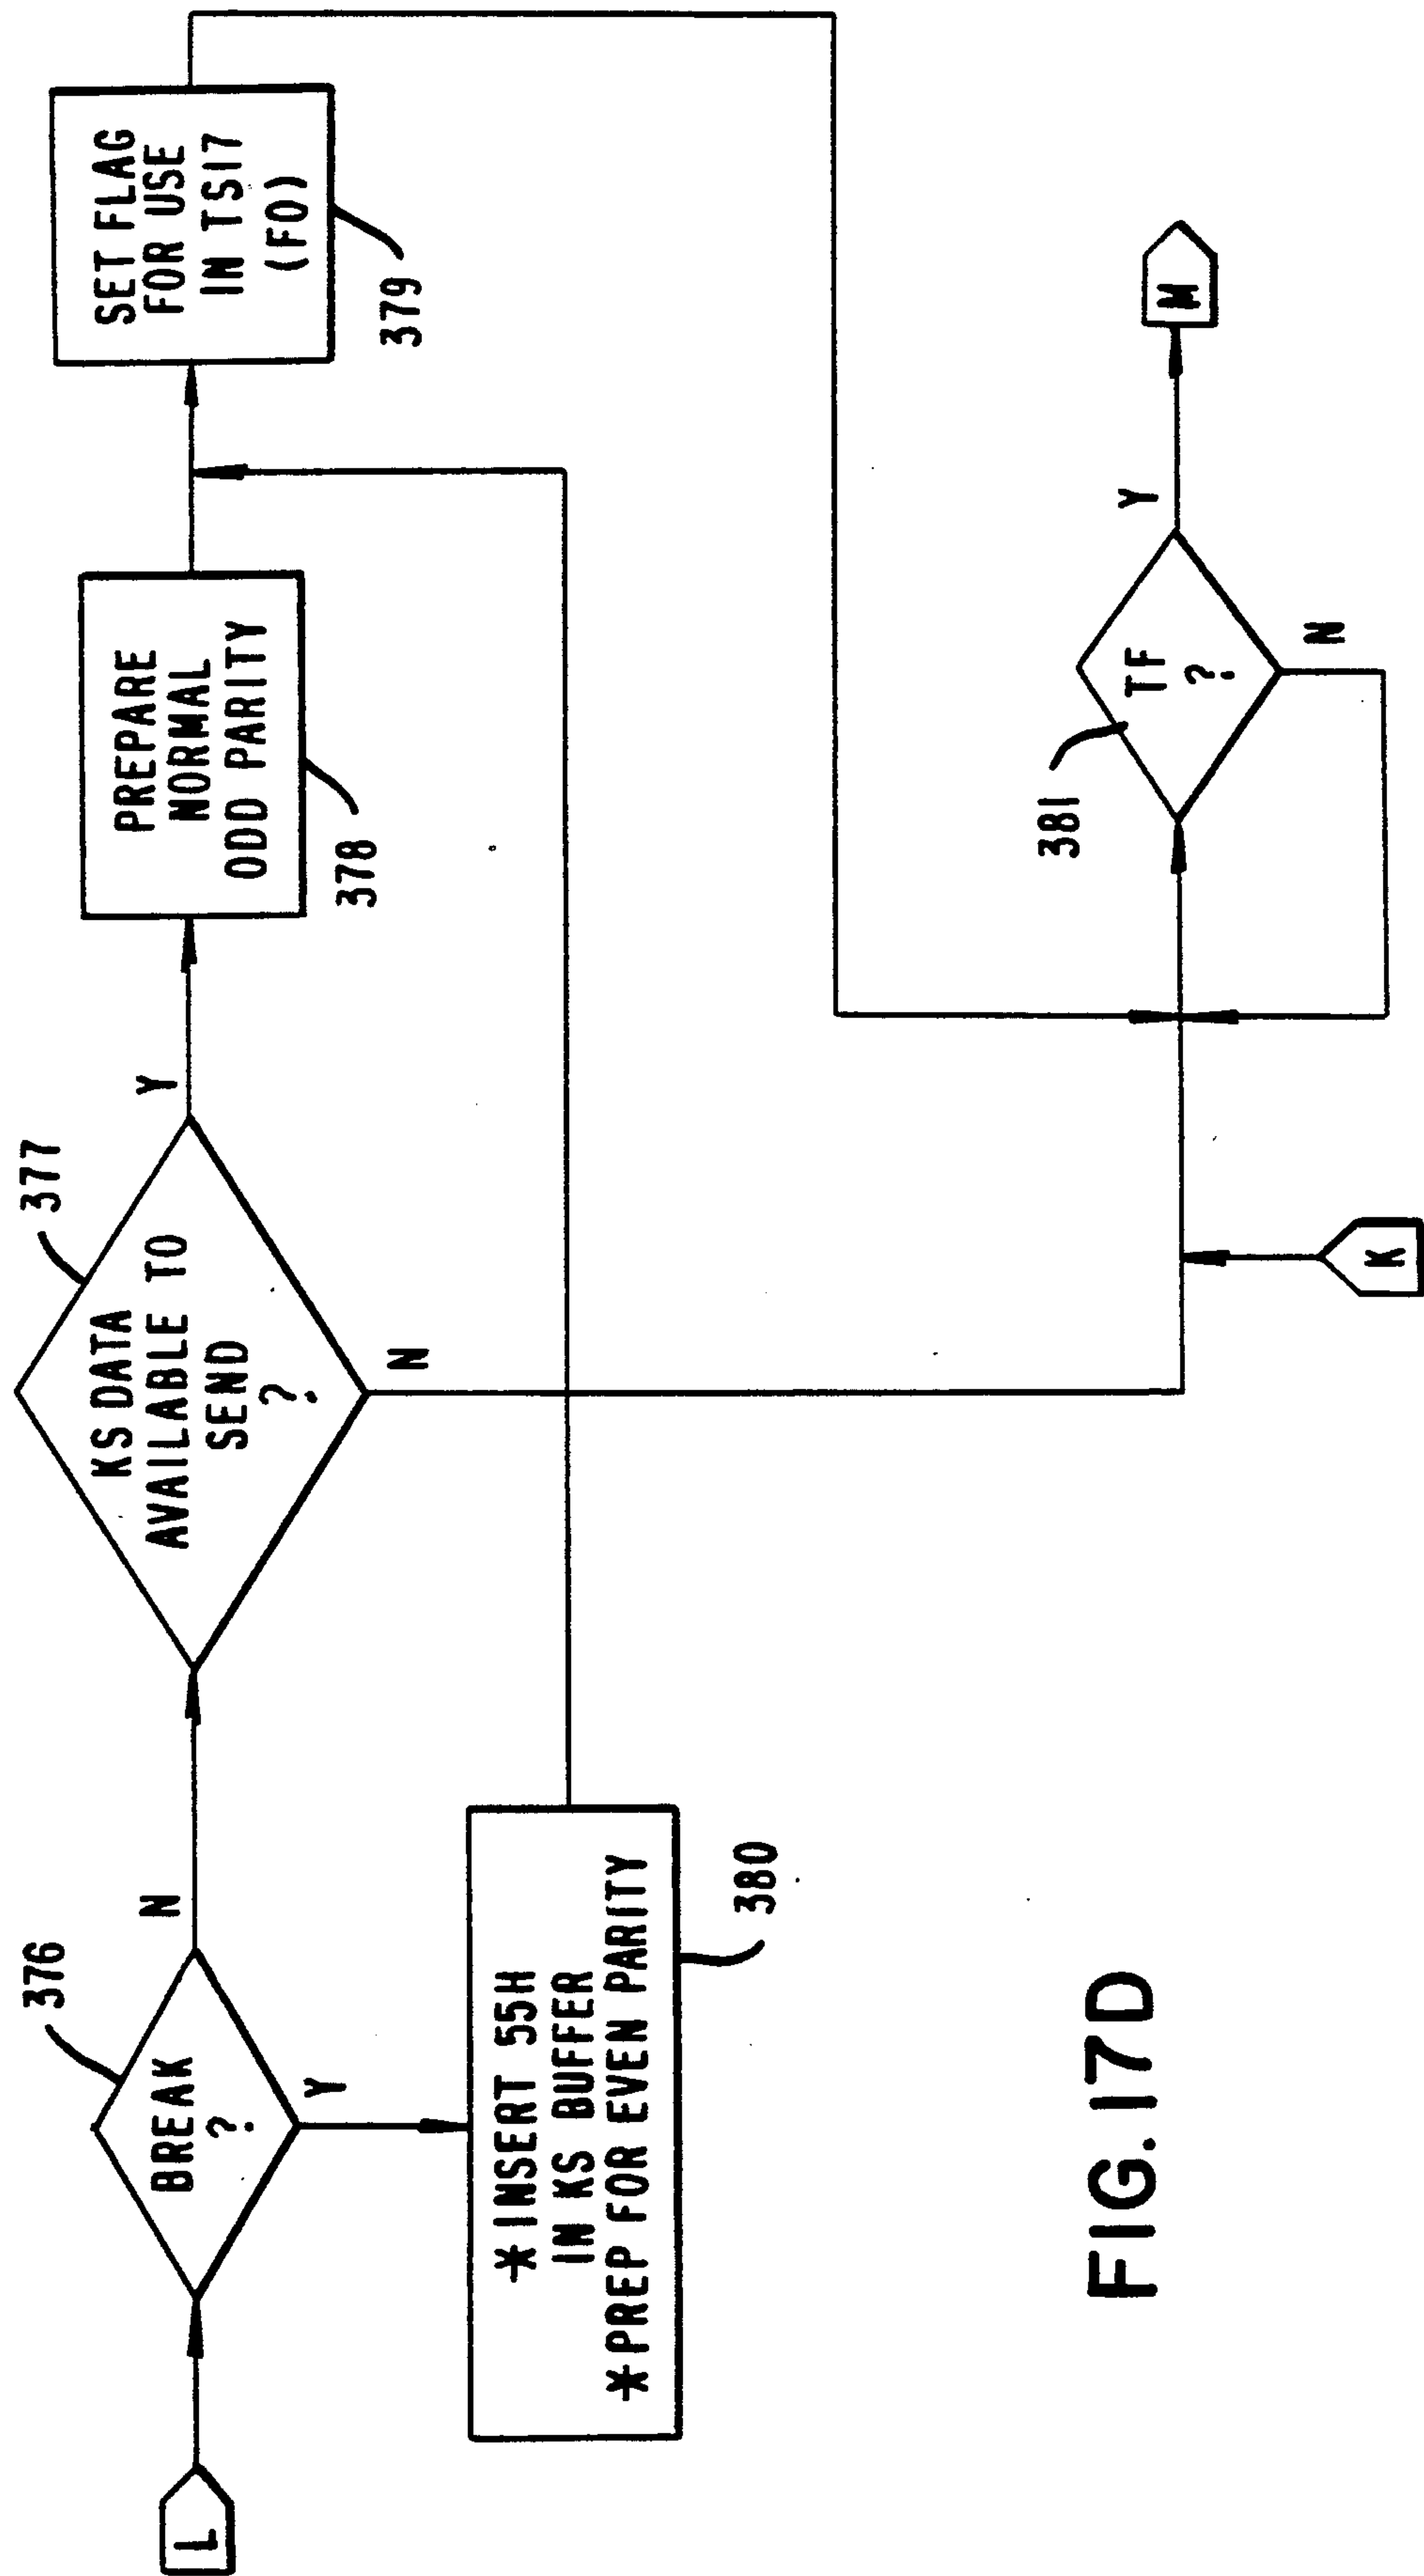 L
376
BREAK
?
N
Y
377
KS DATA
AVAILABLE TO
SEND
?
Y
N
PREPARE
NORMAL
ODD PARITY
378
SET FLAG
FOR USE
IN TS17
(F0)
379
*INSERT 55H
IN KS BUFFER
*PREP FOR EVEN PARITY
380
K
381
TF
?
Y
N
M
FIG. 17D